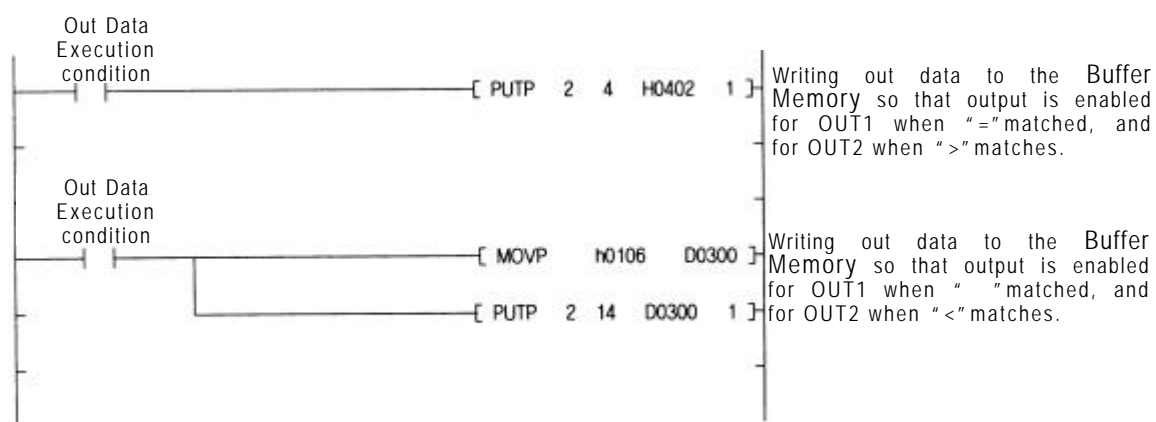 Out Data
Execution
condition
[ PUTP 2 4 H0402 1 ]
Writing out data to the Buffer
Memory so that output is enabled
for OUT1 when “=”matched, and
for OUT2 when “>”matches.
Out Data
Execution
condition
[ MOVP h0106 D0300 ]
[ PUTP 2 14 D0300 1 ]
Writing out data to the Buffer
Memory so that output is enabled
for OUT1 when “ ”matched, and
for OUT2 when “<”matches.